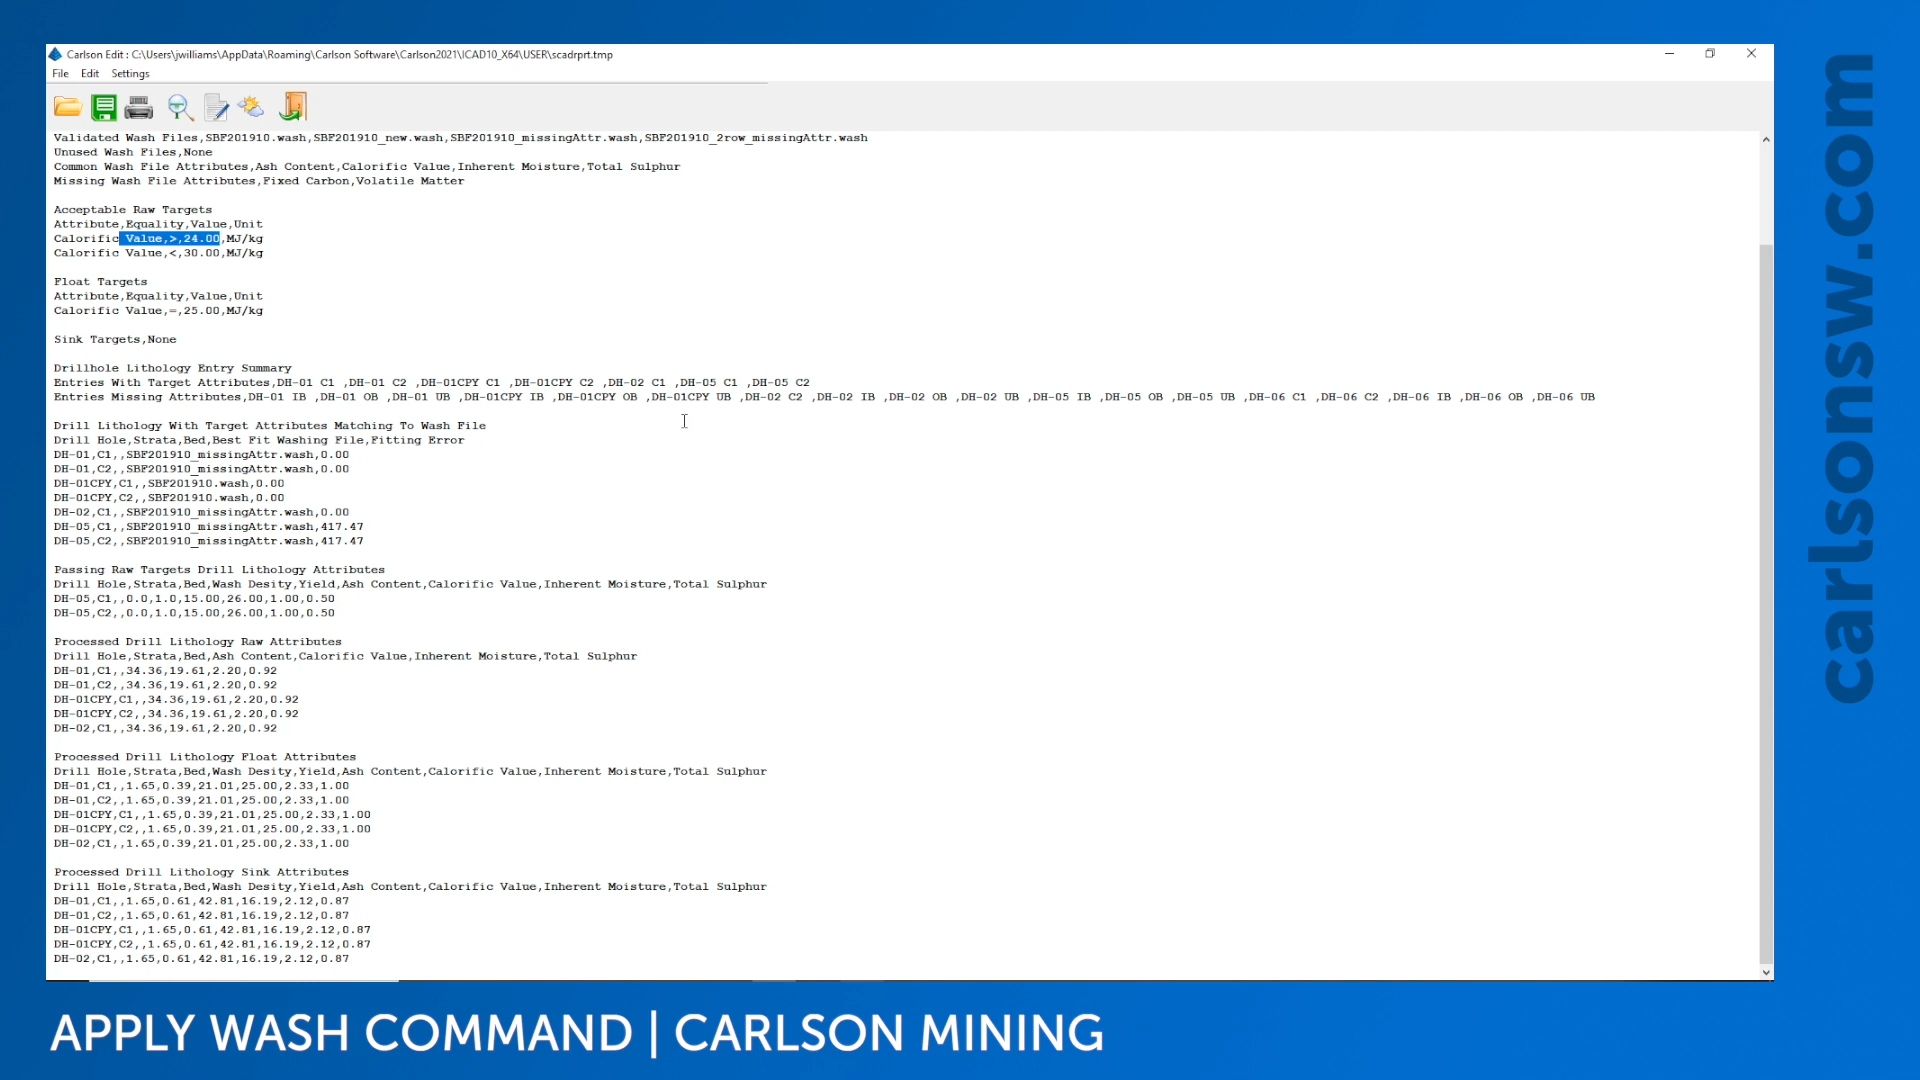 Carlson Edit : C:\Users\jwilliams\AppData\Roaming\Carlson Software\Carlson2021\ICAD10_X64\USER\scadrprt.tmp
File Edit Settings
Validated Wash Files,SBF201910.wash,SBF201910_new.wash,SBF201910_missingAttr.wash,SBF201910_2row_missingAttr.wash
Unused Wash Files,None
Common Wash File Attributes,Ash Content,Calorific Value,Inherent Moisture,Total Sulphur
Missing Wash File Attributes,Fixed Carbon,Volatile Matter
Acceptable Raw Targets
Attribute,Equality,Value,Unit
Calorific Value,>,24.00,MJ/kg
Calorific Value,<,30.00,MJ/kg
Float Targets
Attribute,Equality,Value,Unit
Calorific Value,=,25.00,MJ/kg
Sink Targets,None
Drillhole Lithology Entry Summary
Entries With Target Attributes,DH-01 C1 ,DH-01 C2 ,DH-01CPY C1 ,DH-01CPY C2 ,DH-02 C1 ,DH-05 C1 ,DH-05 C2
Entries Missing Attributes,DH-01 IB ,DH-01 OB ,DH-01 UB ,DH-01CPY IB ,DH-01CPY OB ,DH-01CPY UB ,DH-02 C2 ,DH-02 IB ,DH-02 OB ,DH-02 UB ,DH-05 IB ,DH-05 OB ,DH-05 UB ,DH-06 C1 ,DH-06 C2 ,DH-06 IB ,DH-06 OB ,DH-06 UB
Drill Lithology With Target Attributes Matching To Wash File
Drill Hole,Strata,Bed,Best Fit Washing File,Fitting Error
DH-01,C1,,SBF201910_missingAttr.wash,0.00
DH-01,C2,,SBF201910_missingAttr.wash,0.00
DH-01CPY,C1,,SBF201910.wash,0.00
DH-01CPY,C2,,SBF201910.wash,0.00
DH-02,C1,,SBF201910_missingAttr.wash,0.00
DH-05,C1,,SBF201910_missingAttr.wash,417.47
DH-05,C2,,SBF201910_missingAttr.wash,417.47
Passing Raw Targets Drill Lithology Attributes
Drill Hole,Strata,Bed,Wash Desity,Yield,Ash Content,Calorific Value,Inherent Moisture,Total Sulphur
DH-05,C1,,0.0,1.0,15.00,26.00,1.00,0.50
DH-05,C2,,0.0,1.0,15.00,26.00,1.00,0.50
Processed Drill Lithology Raw Attributes
Drill Hole,Strata,Bed,Ash Content,Calorific Value,Inherent Moisture,Total Sulphur
DH-01,C1,,34.36,19.61,2.20,0.92
DH-01,C2,,34.36,19.61,2.20,0.92
DH-01CPY,C1,,34.36,19.61,2.20,0.92
DH-01CPY,C2,,34.36,19.61,2.20,0.92
DH-02,C1,,34.36,19.61,2.20,0.92
Processed Drill Lithology Float Attributes
Drill Hole,Strata,Bed,Wash Desity,Yield,Ash Content,Calorific Value,Inherent Moisture,Total Sulphur
DH-01,C1,,1.65,0.39,21.01,25.00,2.33,1.00
DH-01,C2,,1.65,0.39,21.01,25.00,2.33,1.00
DH-01CPY,C1,,1.65,0.39,21.01,25.00,2.33,1.00
DH-01CPY,C2,,1.65,0.39,21.01,25.00,2.33,1.00
DH-02,C1,,1.65,0.39,21.01,25.00,2.33,1.00
Processed Drill Lithology Sink Attributes
Drill Hole,Strata,Bed,Wash Desity,Yield,Ash Content,Calorific Value,Inherent Moisture,Total Sulphur
DH-01,C1,,1.65,0.61,42.81,16.19,2.12,0.87
DH-01,C2,,1.65,0.61,42.81,16.19,2.12,0.87
DH-01CPY,C1,,1.65,0.61,42.81,16.19,2.12,0.87
DH-01CPY,C2,,1.65,0.61,42.81,16.19,2.12,0.87
DH-02,C1,,1.65,0.61,42.81,16.19,2.12,0.87
carlsonsw.com
APPLY WASH COMMAND | CARLSON MINING